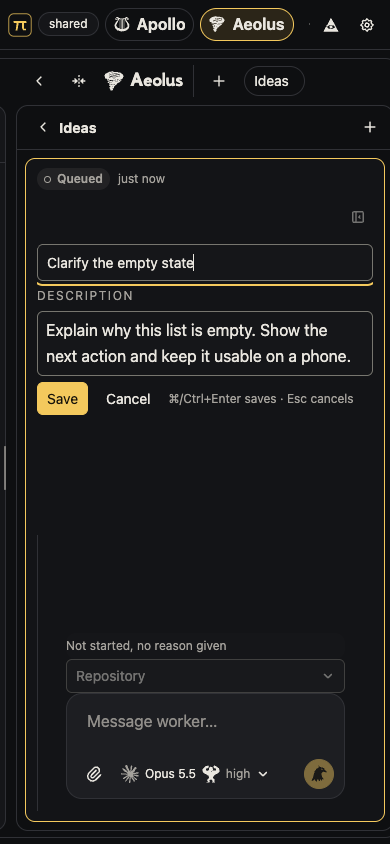 π shared Apollo Aeolus
Aeolus + Ideas
Ideas +
Queued just now
Clarify the empty state
DESCRIPTION
Explain why this list is empty. Show the
next action and keep it usable on a phone.
Save Cancel ⌘/Ctrl+Enter saves · Esc cancels
Not started, no reason given
Repository
Message worker...
Opus 5.5 high